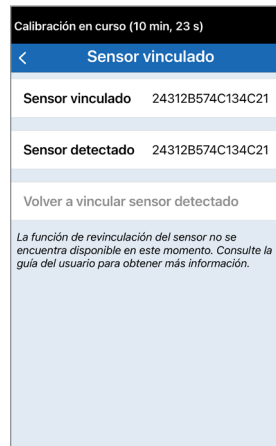 Calibración en curso (10 min, 23 s)
Sensor vinculado
Sensor vinculado 24312B574C134C21
Sensor detectado 24312B574C134C21
Volver a vincular sensor detectado
La función de revinculación del sensor no se
encuentra disponible en este momento. Consulte la
guía del usuario para obtener más información.